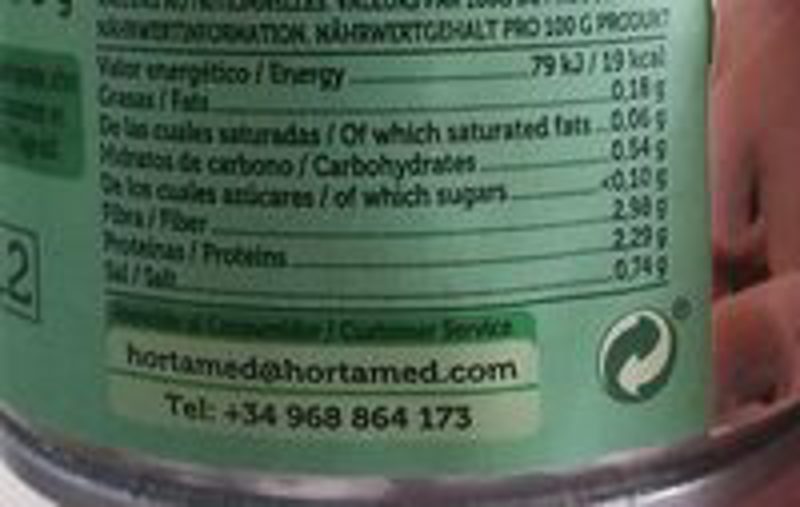 NÄHRWERTINFORMATION. NÄHRWERTGEHALT PRO 100 G PRODUKT
Valor energético / Energy 79 kJ / 19 kcal
Grasas / Fats 0.18 g
De las cuales saturadas / Of which saturated fats 0.06 g
Hidratos de carbono / Carbohydrates 0.54 g
De los cuales azúcares / of which sugars <0.10 g
Fibra / Fiber 2.98 g
Proteínas / Proteins 2.29 g
Sal / Salt 0.74 g
.2
al Consumidor / Customer Service
hortamed@hortamed.com
Tel: +34 968 864 173